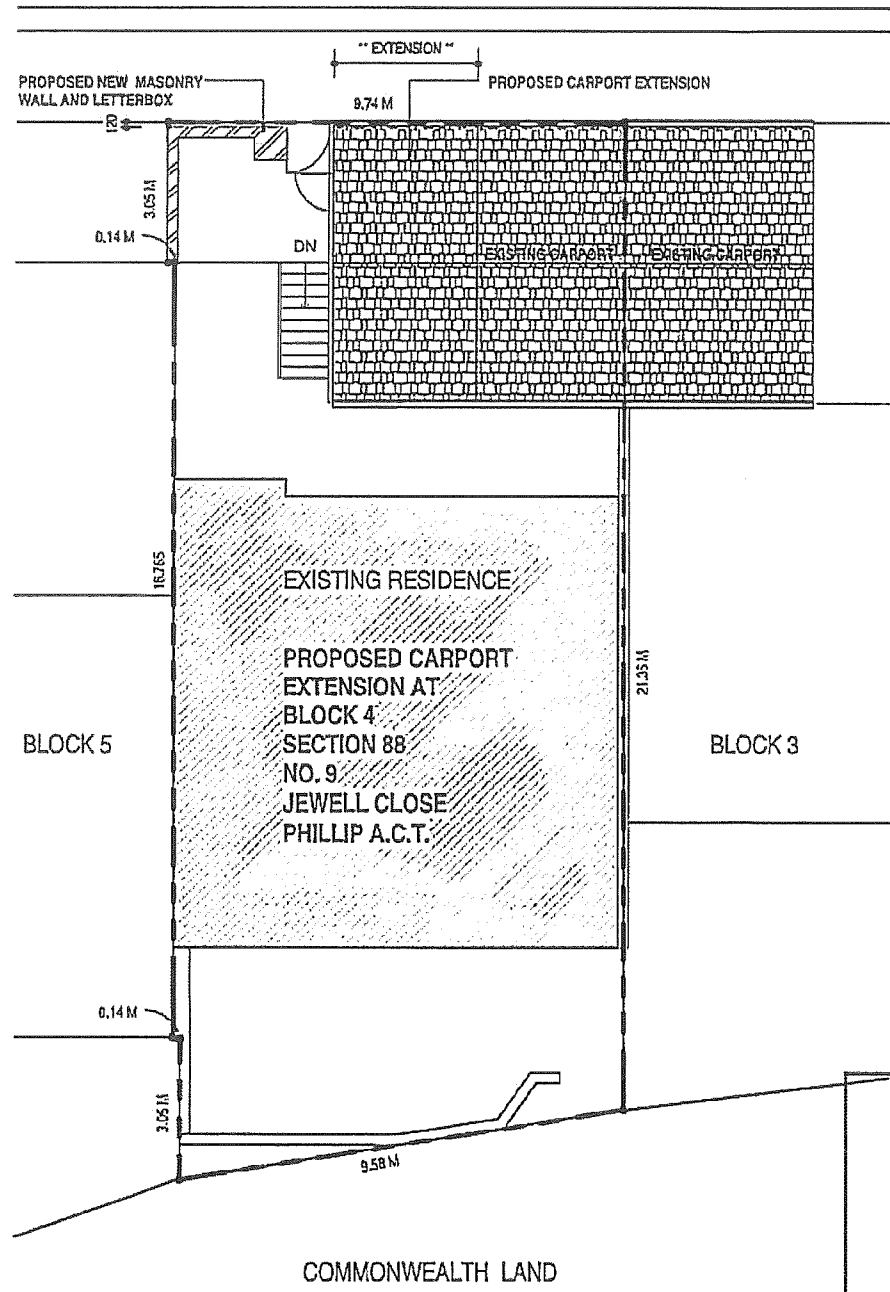 " EXTENSION "
PROPOSED NEW MASONRY
WALL AND LETTERBOX
PROPOSED CARPORT EXTENSION
9.74 M
120
3.05 M
0.14 M
DN
EXISTING CARPORT
EXISTING CARPORT
16.765
EXISTING RESIDENCE
PROPOSED CARPORT
EXTENSION AT
BLOCK 4
SECTION 88
NO. 9
JEWELL CLOSE
PHILLIP A.C.T.
21.35 M
BLOCK 5
BLOCK 3
0.14 M
3.05 M
9.58 M
COMMONWEALTH LAND